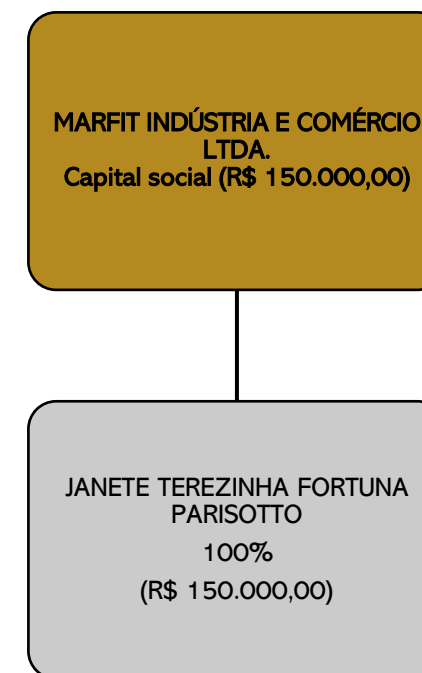 MARFIT INDÚSTRIA E COMÉRCIO
LTDA.
Capital social (R$ 150.000,00)
JANETE TEREZINHA FORTUNA
PARISOTTO
100%
(R$ 150.000,00)